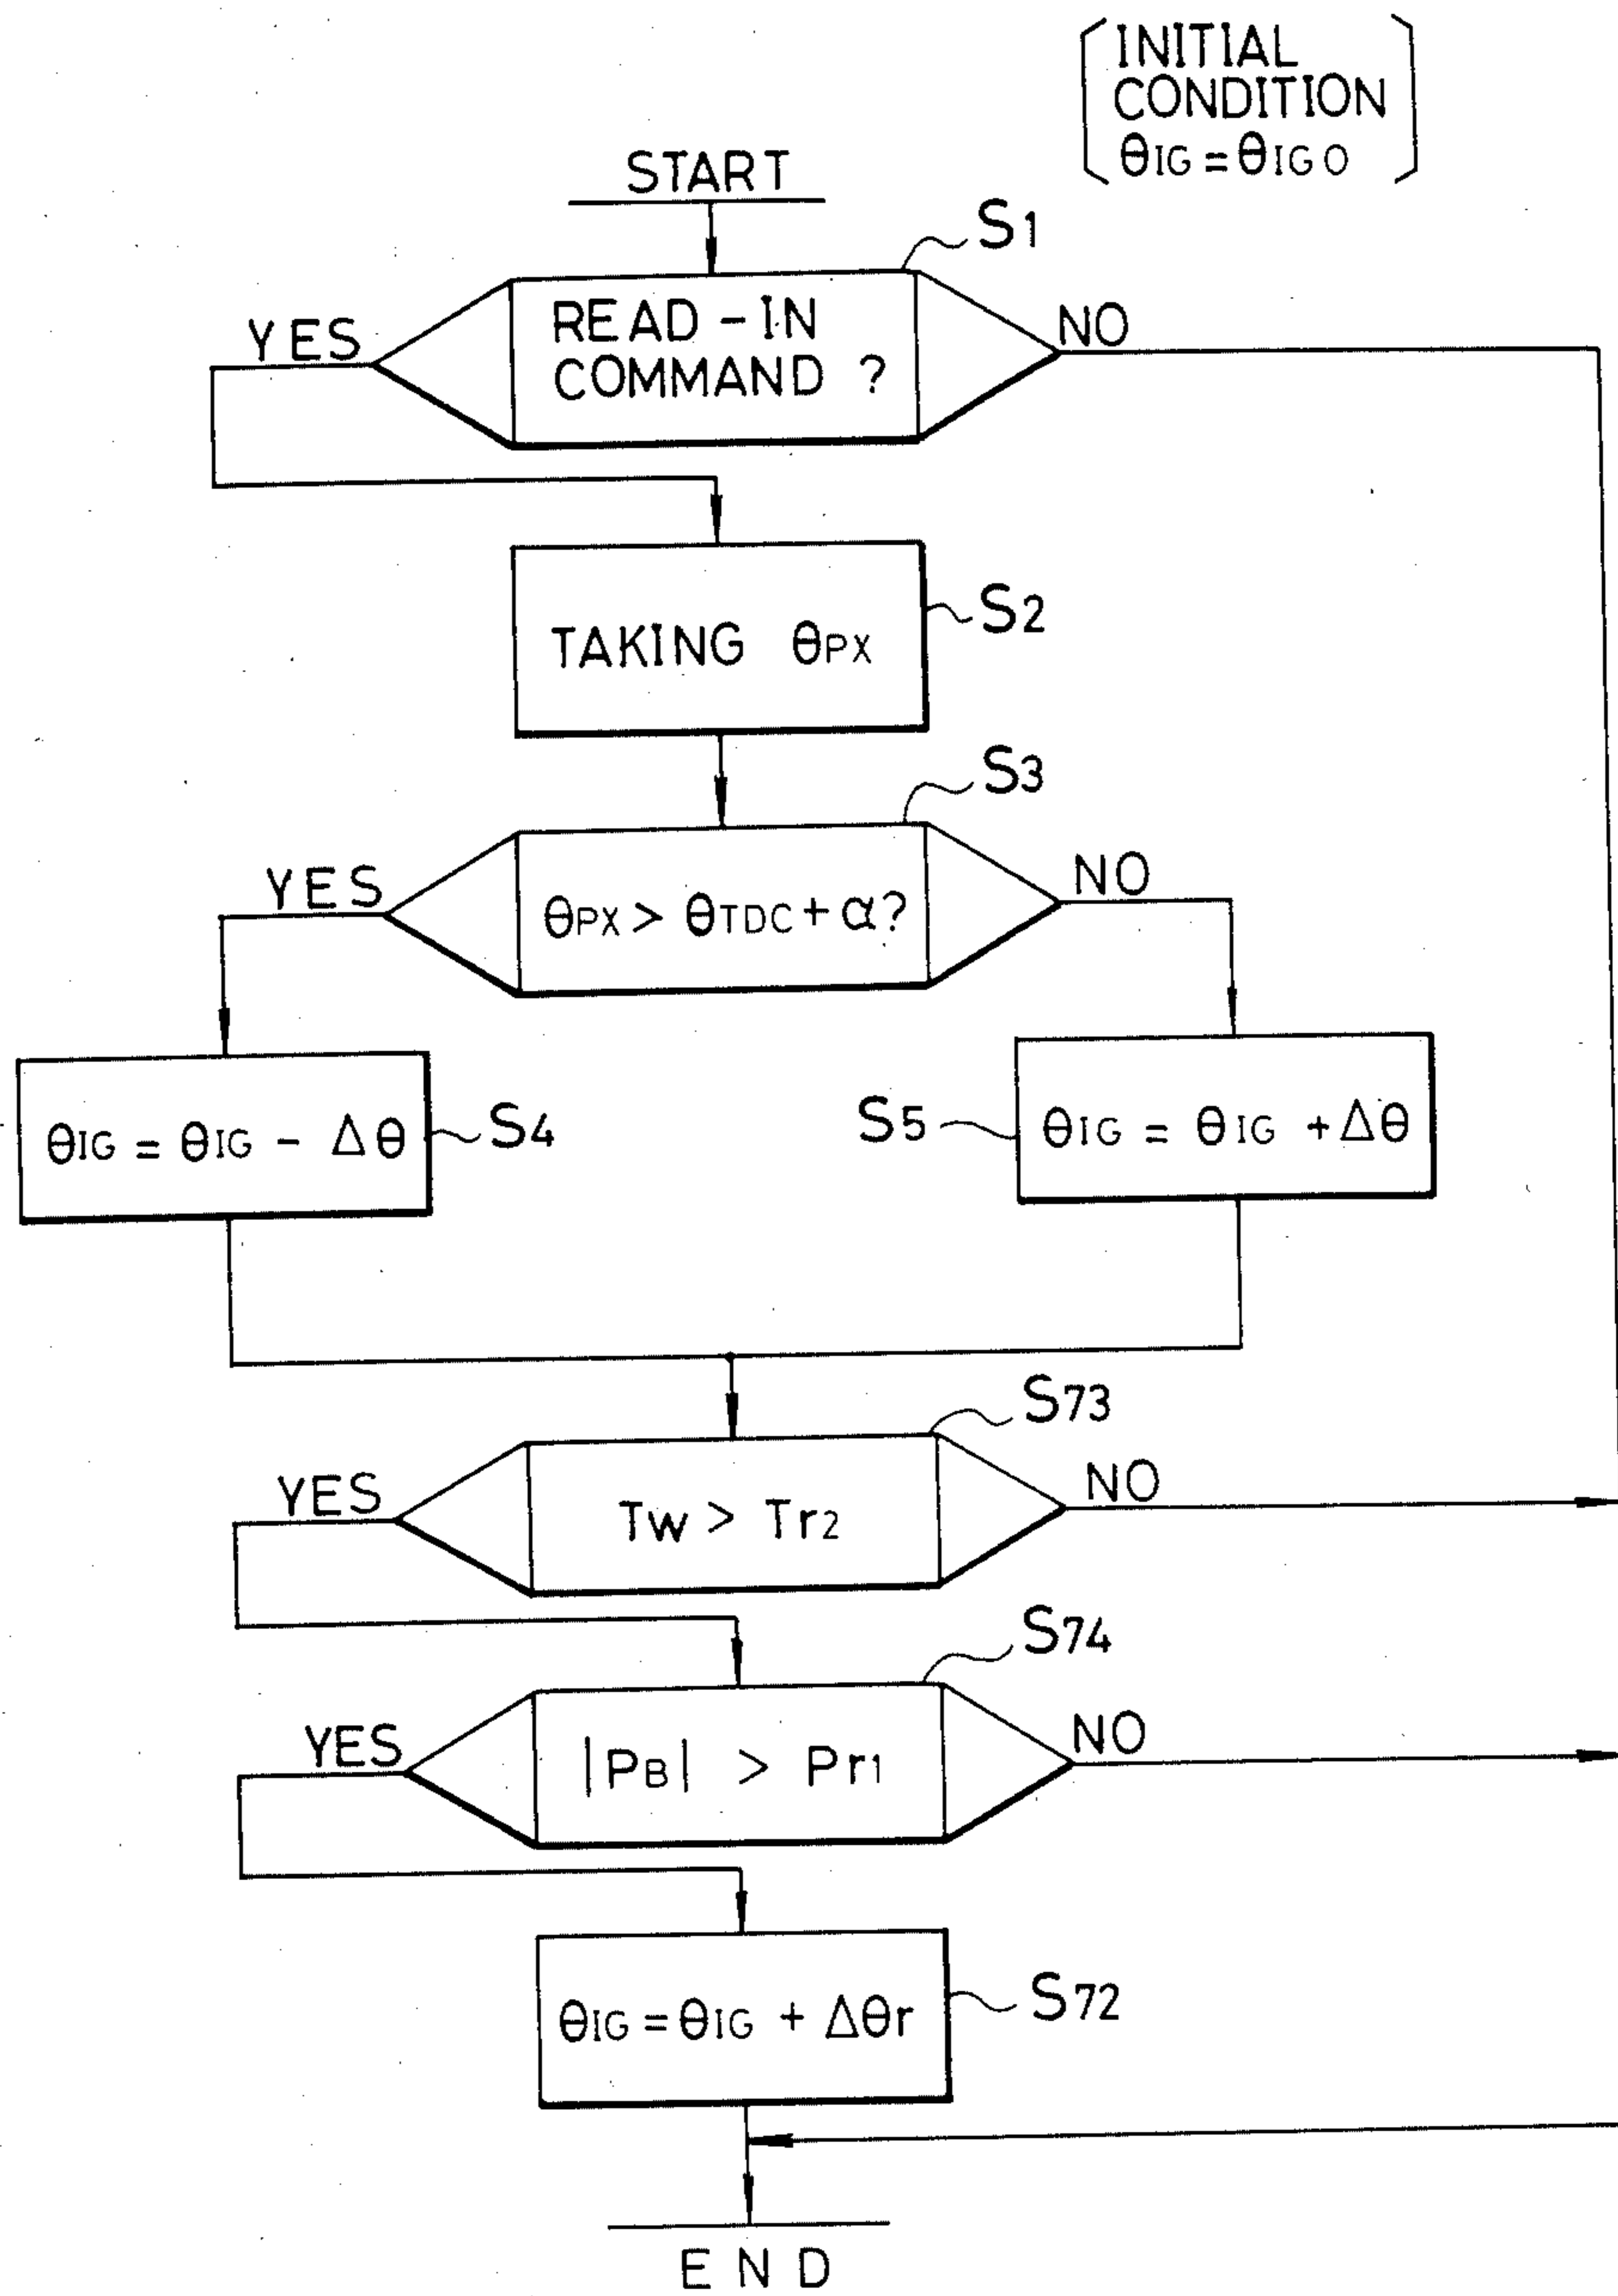 INITIAL
CONDITION
θIG = θIGO
START
S1
YES
READ-IN
COMMAND ?
NO
S2
TAKING θPX
S3
YES
θPX > θTDC + α?
NO
θIG = θIG - Δθ
S4
S5
θIG = θIG + Δθ
S73
YES
Tw > Tr2
NO
S74
YES
|PB| > Pr1
NO
S72
θIG = θIG + Δθr
END